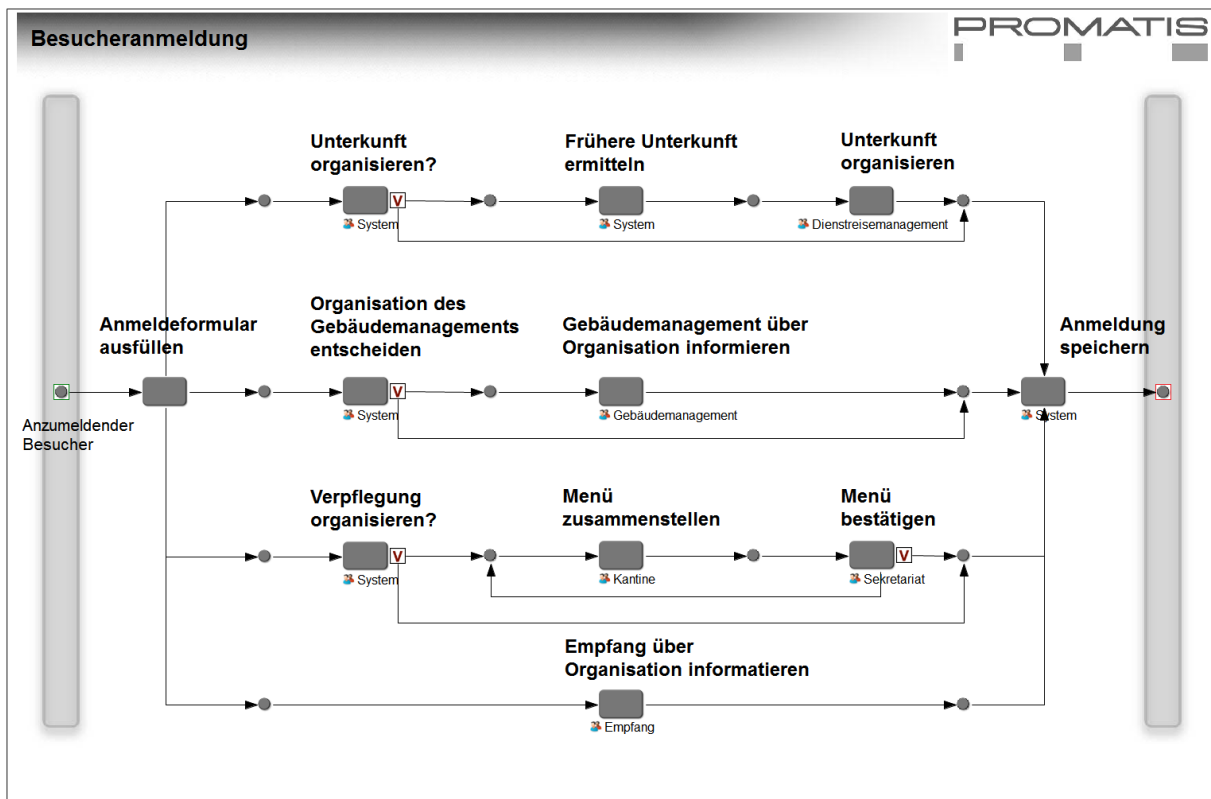 Besucheranmeldung
PROMATIS
Unterkunft
organisieren?
Frühere Unterkunft
ermitteln
Unterkunft
organisieren
V
System
System
Dienstreisemanagement
Anmeldeformular
ausfüllen
Organisation des
Gebäudemanagements
entscheiden
Gebäudemanagement über
Organisation informieren
Anmeldung
speichern
V
System
Gebäudemanagement
System
Anzumeldender
Besucher
Verpflegung
organisieren?
Menü
zusammenstellen
Menü
bestätigen
V
V
System
Kantine
Sekretariat
Empfang über
Organisation informatieren
Empfang